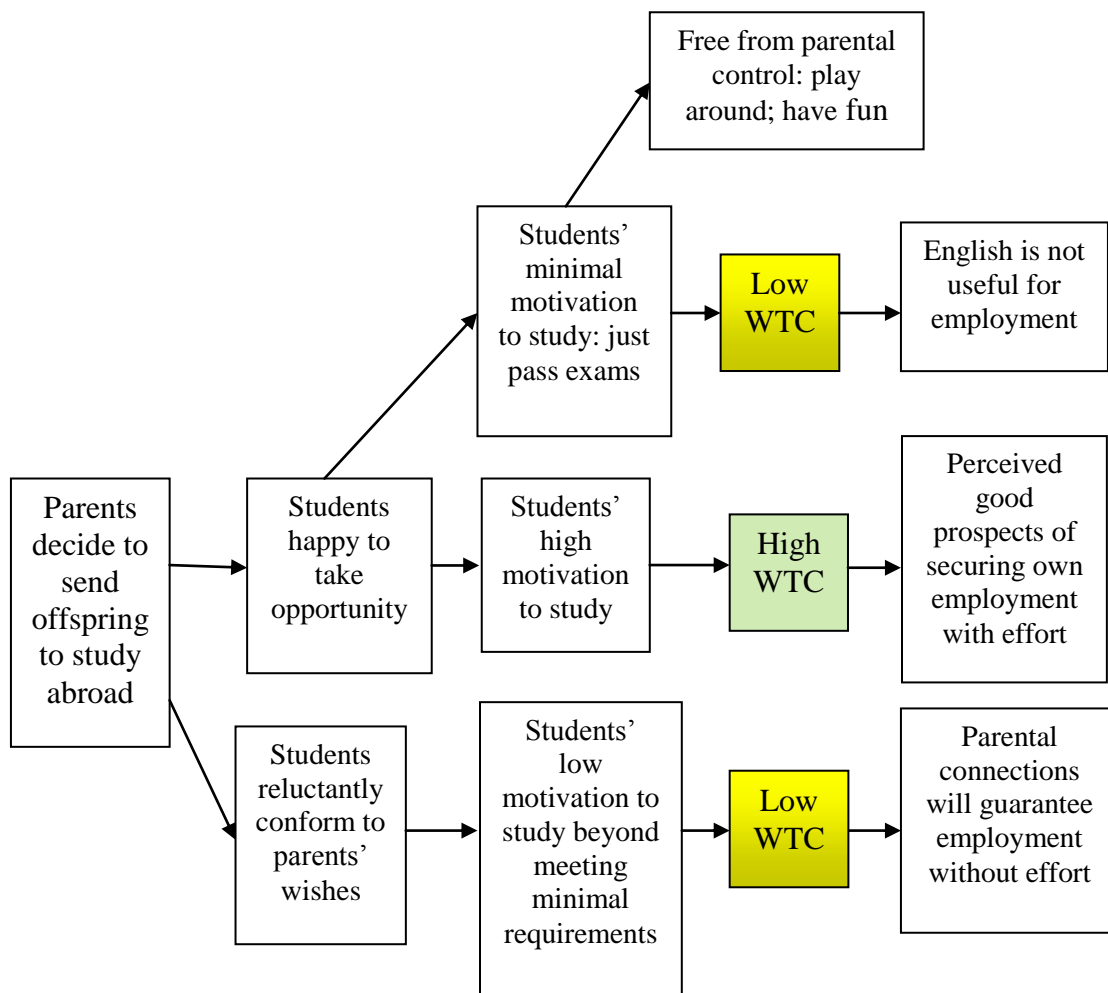 Free from parental
control: play
around; have fun
Students’
minimal
motivation
to study: just
pass exams
Low
WTC
English is not
useful for
employment
Parents
decide to
send
offspring
to study
abroad
Students
happy to
take
opportunity
Students’
high
motivation
to study
High
WTC
Perceived
good
prospects of
securing own
employment
with effort
Students
reluctantly
conform to
parents’
wishes
Students’
low
motivation to
study beyond
meeting
minimal
requirements
Low
WTC
Parental
connections
will guarantee
employment
without effort